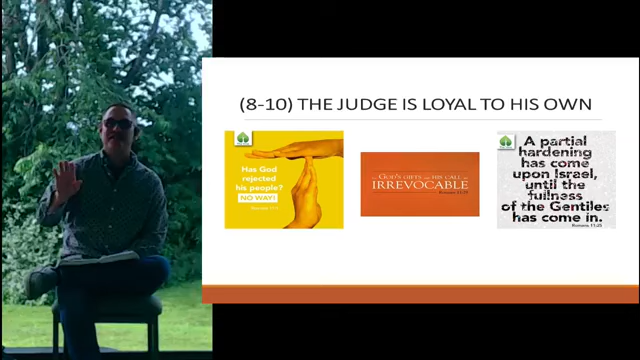 (8-10) THE JUDGE IS LOYAL TO HIS OWN
Has God
rejected
his people?
NO WAY!
GOD'S GIFTS AND HIS CALL ARE
IRREVOCABLE
A partial
hardening
has come
upon Israel,
until the
fullness
of the Gentiles
has come in.
Romans 11:25